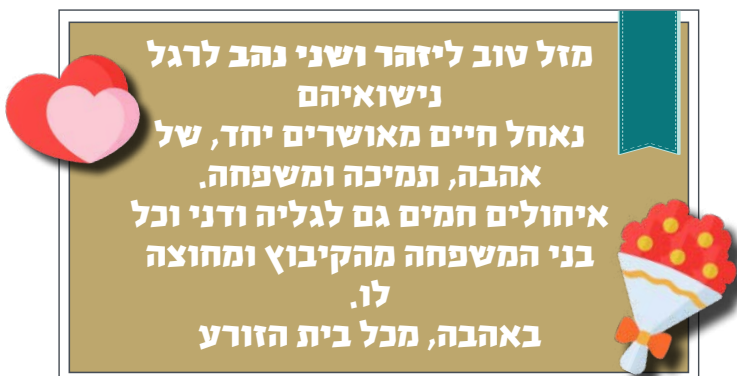 מזל טוב ליזהר ושני נהב לרגל
נישואיהם
נאחל חיים מאושרים יחד, של
אהבה, תמיכה ומשפחה.
איחולים חמים גם לגליה ודני וכל
בני המשפחה מהקיבוץ ומחוצה
לו.
באהבה, מכל בית הזורע